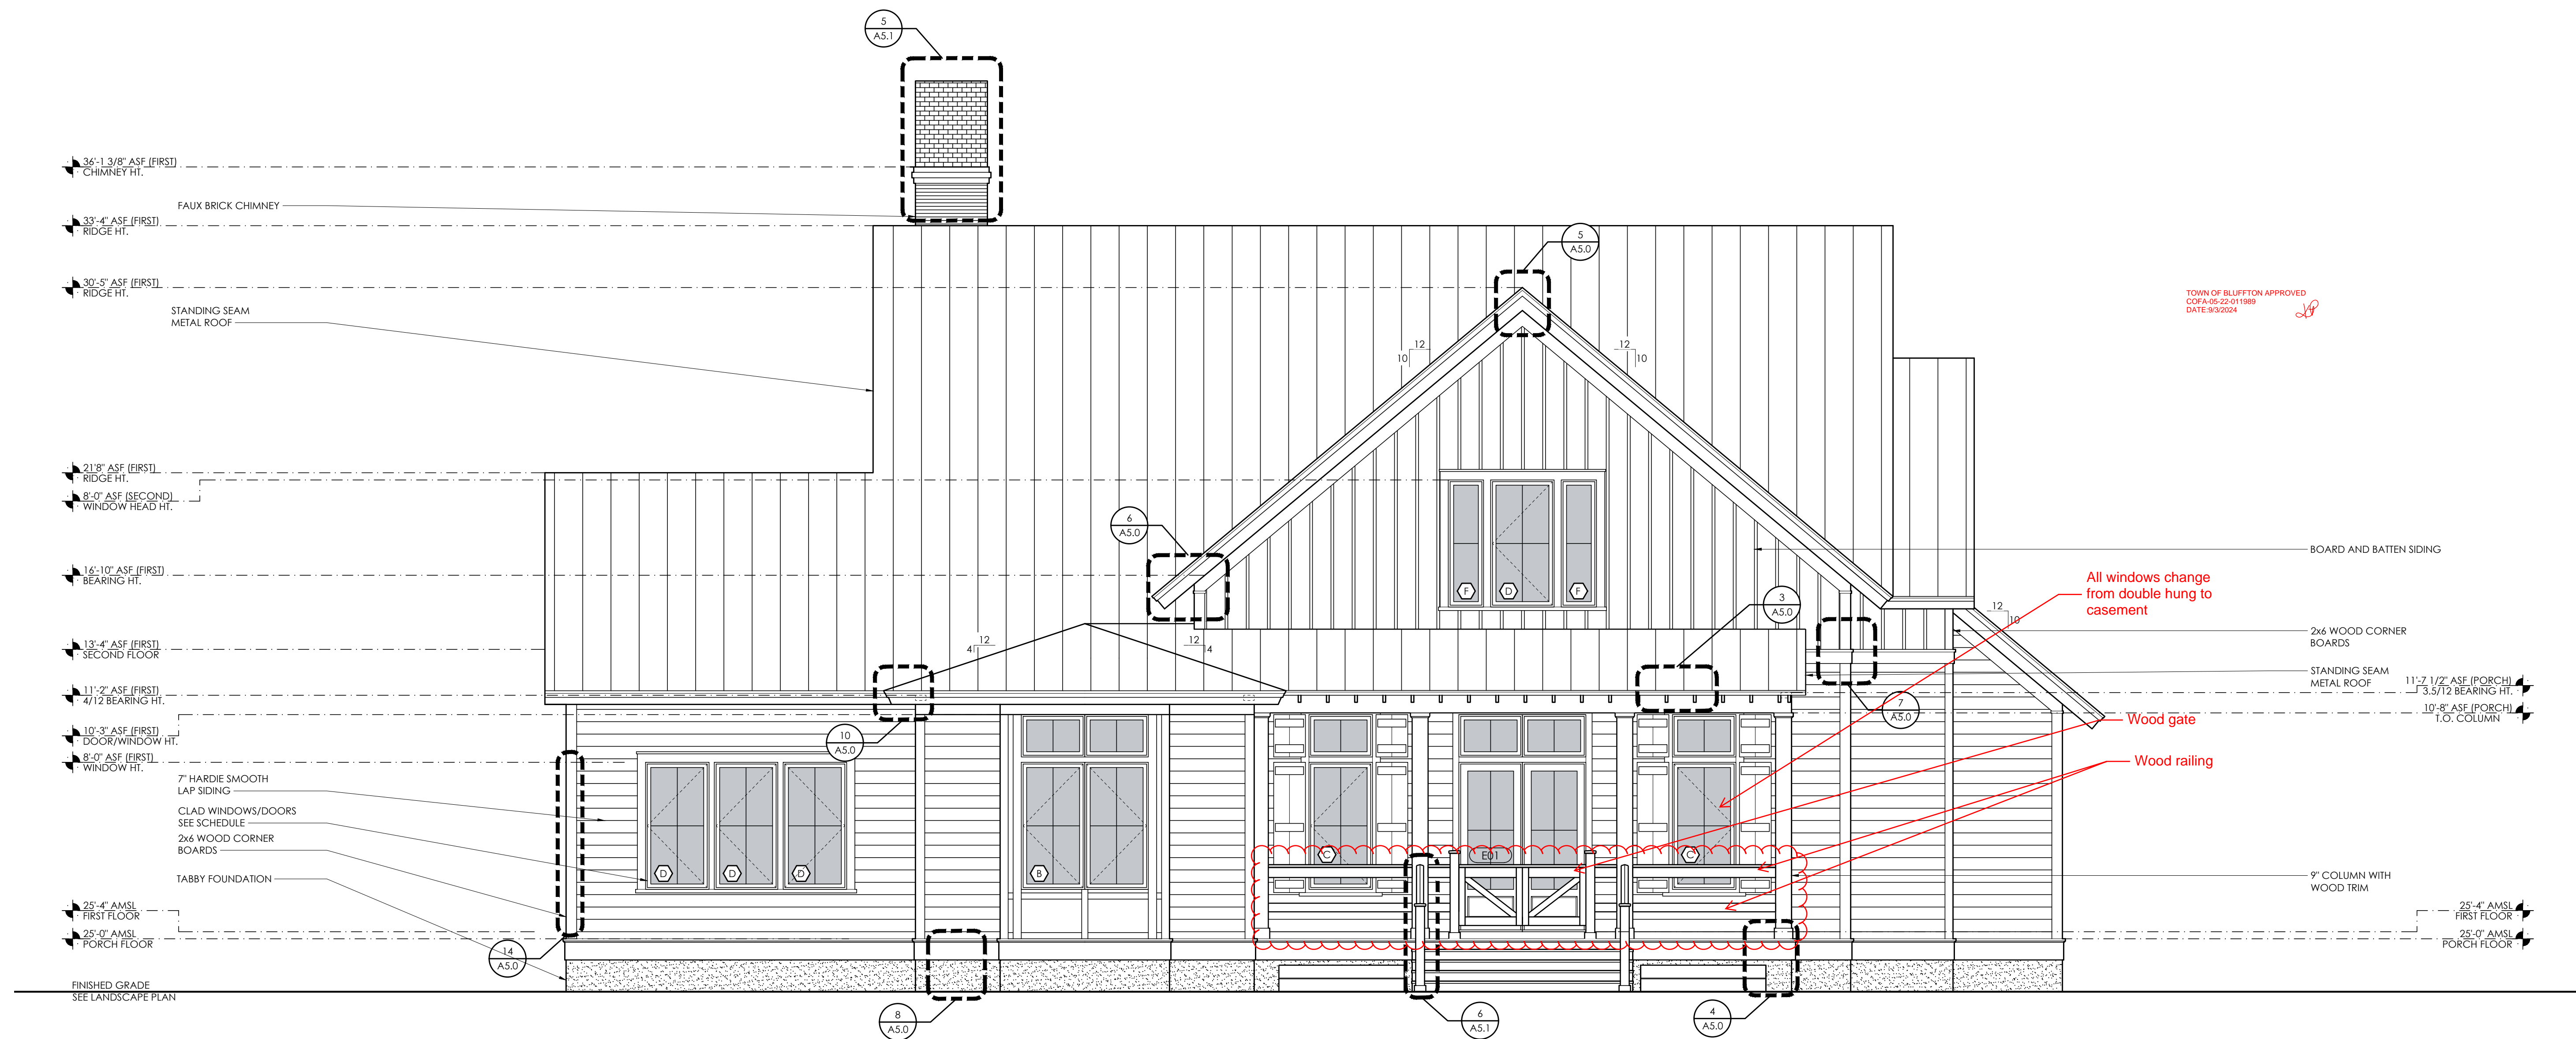 5
A5.1
36'-1 3/8" ASF (FIRST)
CHIMNEY HT.
FAUX BRICK CHIMNEY
33'-4" ASF (FIRST)
RIDGE HT.
5
A5.0
30'-5" ASF (FIRST)
RIDGE HT.
STANDING SEAM
METAL ROOF
TOWN OF BLUFFTON APPROVED
COFA-05-22-011989
DATE:9/3/2024
12
10
12
10
21'8" ASF (FIRST)
RIDGE HT.
8'-0" ASF (SECOND)
WINDOW HEAD HT.
6
A5.0
BOARD AND BATTEN SIDING
16'-10" ASF (FIRST)
BEARING HT.
All windows change
from double hung to
casement
F
D
F
3
A5.0
12
10
2x6 WOOD CORNER
BOARDS
13'-4" ASF (FIRST)
SECOND FLOOR
12
4
12
4
STANDING SEAM
METAL ROOF
11'-7 1/2" ASF (PORCH)
3.5/12 BEARING HT.
11'-2" ASF (FIRST)
4/12 BEARING HT.
7
A5.0
10'-8" ASF (PORCH)
T.O. COLUMN
Wood gate
10'-3" ASF (FIRST)
DOOR/WINDOW HT.
10
A5.0
8'-0" ASF (FIRST)
WINDOW HT.
Wood railing
7" HARDIE SMOOTH
LAP SIDING
CLAD WINDOWS/DOORS
SEE SCHEDULE
2x6 WOOD CORNER
BOARDS
C
E01
C
TABBY FOUNDATION
D
D
D
B
9" COLUMN WITH
WOOD TRIM
25'-4" AMSL
FIRST FLOOR
25'-4" AMSL
FIRST FLOOR
25'-0" AMSL
PORCH FLOOR
25'-0" AMSL
PORCH FLOOR
14
A5.0
FINISHED GRADE
SEE LANDSCAPE PLAN
8
A5.0
6
A5.1
4
A5.0